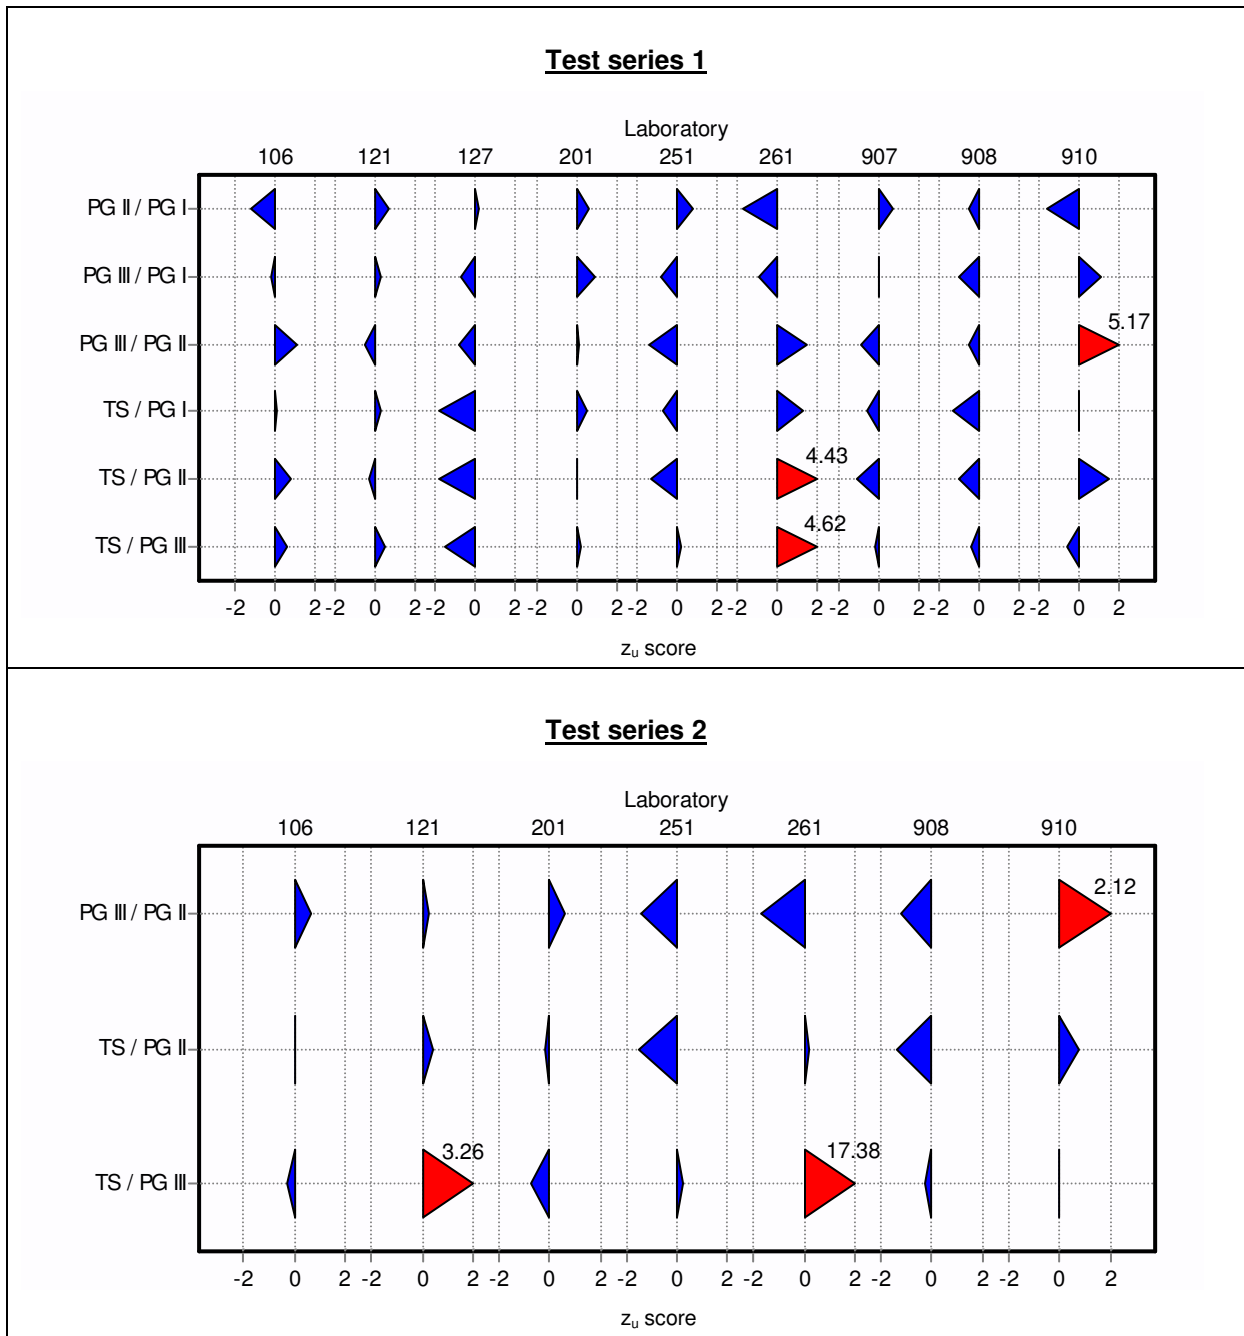 Test series 1
Laboratory
106 121 127 201 251 261 907 908 910
PG II / PG I
PG III / PG I
PG III / PG II
5.17
TS / PG I
TS / PG II
4.43
TS / PG III
4.62
-2 0 2 -2 0 2 -2 0 2 -2 0 2 -2 0 2 -2 0 2 -2 0 2 -2 0 2 -2 0 2
zu score
Test series 2
Laboratory
106 121 201 251 261 908 910
PG III / PG II
2.12
TS / PG II
TS / PG III
3.26 17.38
-2 0 2 -2 0 2 -2 0 2 -2 0 2 -2 0 2 -2 0 2 -2 0 2
zu score